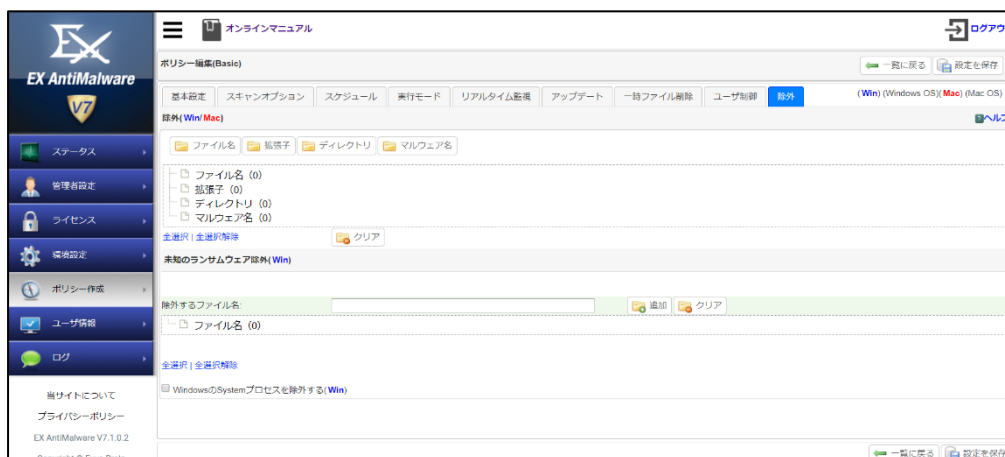 EX
EX AntiMalware
V7
ステータス
管理者設定
ライセンス
環境設定
ポリシー作成
ユーザ情報
ログ
当サイトについて
プライバシーポリシー
EX AntiMalware V7.1.0.2
オンラインマニュアル
ログアウ
ポリシー編集(Basic)
一覧に戻る 設定を保存
基本設定 スキャンオプション スケジュール 実行モード リアルタイム監視 アップデート 一時ファイル削除 ユーザ制御 除外 (Win) (Windows OS)(Mac) (Mac OS)
除外(Win/Mac) ?ヘルプ
ファイル名 拡張子 ディレクトリ マルウェア名
ファイル名 (0)
拡張子 (0)
ディレクトリ (0)
マルウェア名 (0)
全選択 | 全選択解除 クリア
未知のランサムウェア除外(Win)
除外するファイル名: 追加 クリア
ファイル名 (0)
全選択 | 全選択解除
WindowsのSystemプロセスを除外する(Win)
一覧に戻る 設定を保存